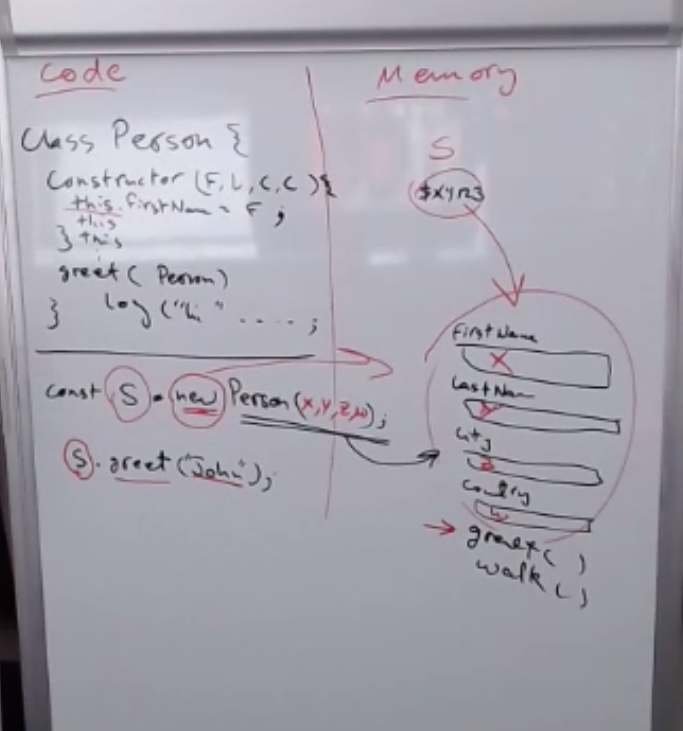 Code
Class Person {
Constructor (F, L, C, C ){
this.firstName = F ;
this
} this
greet( Person)
} log ("hi" .... ;
const S = new Person(X,Y,Z,W);
S.greet("John");
Memory
S
$XYR3
FirstName
X
LastNam
Y
City
Z
Country
W
greet( )
walk( )